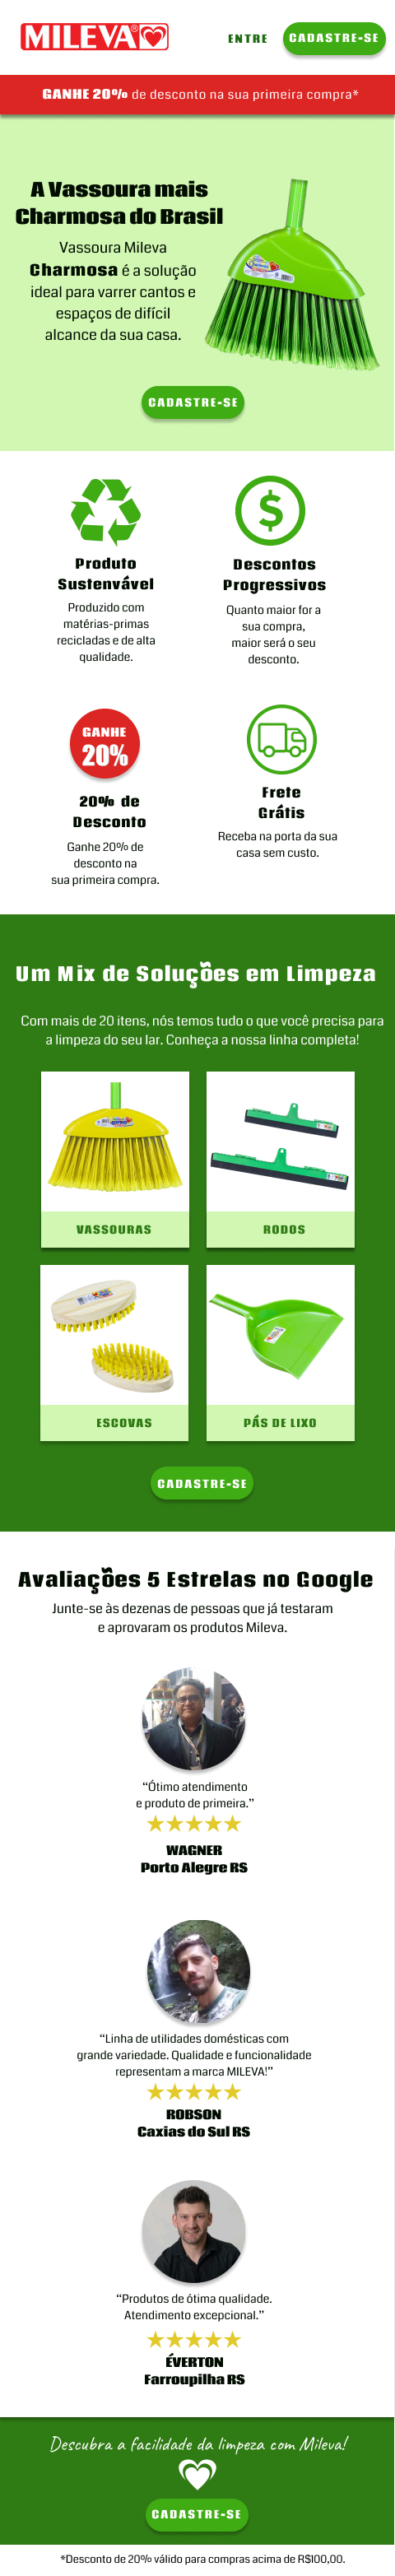 MILEVA®
ENTRE
CADASTRE-SE
GANHE 20% de desconto na sua primeira compra*
A Vassoura mais
Charmosa do Brasil
Vassoura Mileva
Charmosa é a solução
ideal para varrer cantos e
espaços de difícil
alcance da sua casa.
CADASTRE-SE
Produto
Sustenvável
Produzido com
matérias-primas
recicladas e de alta
qualidade.
$
Descontos
Progressivos
Quanto maior for a
sua compra,
maior será o seu
desconto.
GANHE
20%
20% de
Desconto
Ganhe 20% de
desconto na
sua primeira compra.
Frete
Grátis
Receba na porta da sua
casa sem custo.
Um Mix de Soluções em Limpeza
Com mais de 20 itens, nós temos tudo o que você precisa para
a limpeza do seu lar. Conheça a nossa linha completa!
VASSOURAS
RODOS
ESCOVAS
PÁS DE LIXO
CADASTRE-SE
Avaliações 5 Estrelas no Google
Junte-se às dezenas de pessoas que já testaram
e aprovaram os produtos Mileva.
“Ótimo atendimento
e produto de primeira.”
WAGNER
Porto Alegre RS
“Linha de utilidades domésticas com
grande variedade. Qualidade e funcionalidade
representam a marca MILEVA!”
ROBSON
Caxias do Sul RS
“Produtos de ótima qualidade.
Atendimento excepcional.”
ÉVERTON
Farroupilha RS
Descubra a facilidade da limpeza com Mileva!
CADASTRE-SE
*Desconto de 20% válido para compras acima de R$100,00.